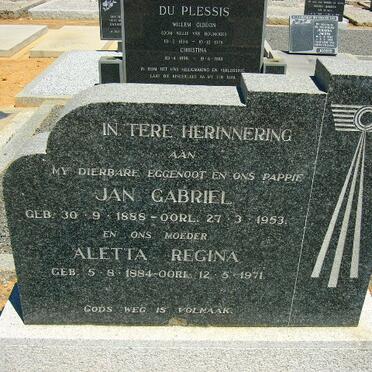 DU PLESSIS
WILLEM GIDEON
CHRISTINA
IN TERE HERINNERING
AAN
MY DIERBARE EGGENOOT EN ONS PAPPIE
JAN GABRIEL
GEB. 30-9-1888-OORL. 27-3-1953.
EN ONS MOEDER
ALETTA REGINA
GEB. 5-8-1884-OORL. 12-5-1971.
GODS WEG IS VOLMAAK.